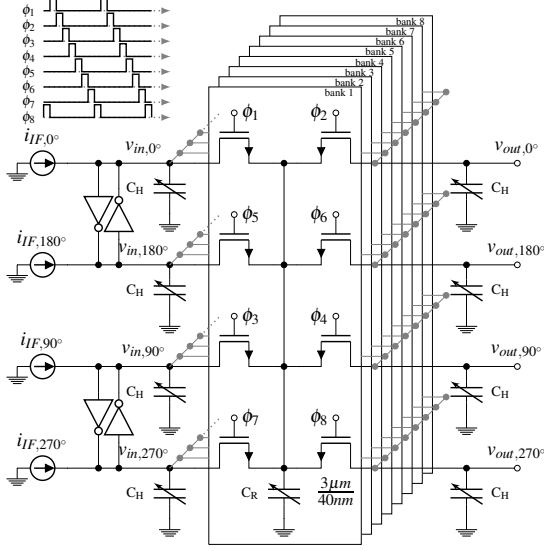 ϕ1
ϕ2
ϕ3
ϕ4
ϕ5
ϕ6
ϕ7
ϕ8
bank 8
bank 7
bank 6
bank 5
bank 4
bank 3
bank 2
bank 1
iIF,0° vin,0° ϕ1 ϕ2 vout,0°
CH CH
iIF,180° vin,180° ϕ5 ϕ6 vout,180°
CH CH
iIF,90° vin,90° ϕ3 ϕ4 vout,90°
CH CH
iIF,270° vin,270° ϕ7 ϕ8 vout,270°
CH CR 3μm/40nm CH